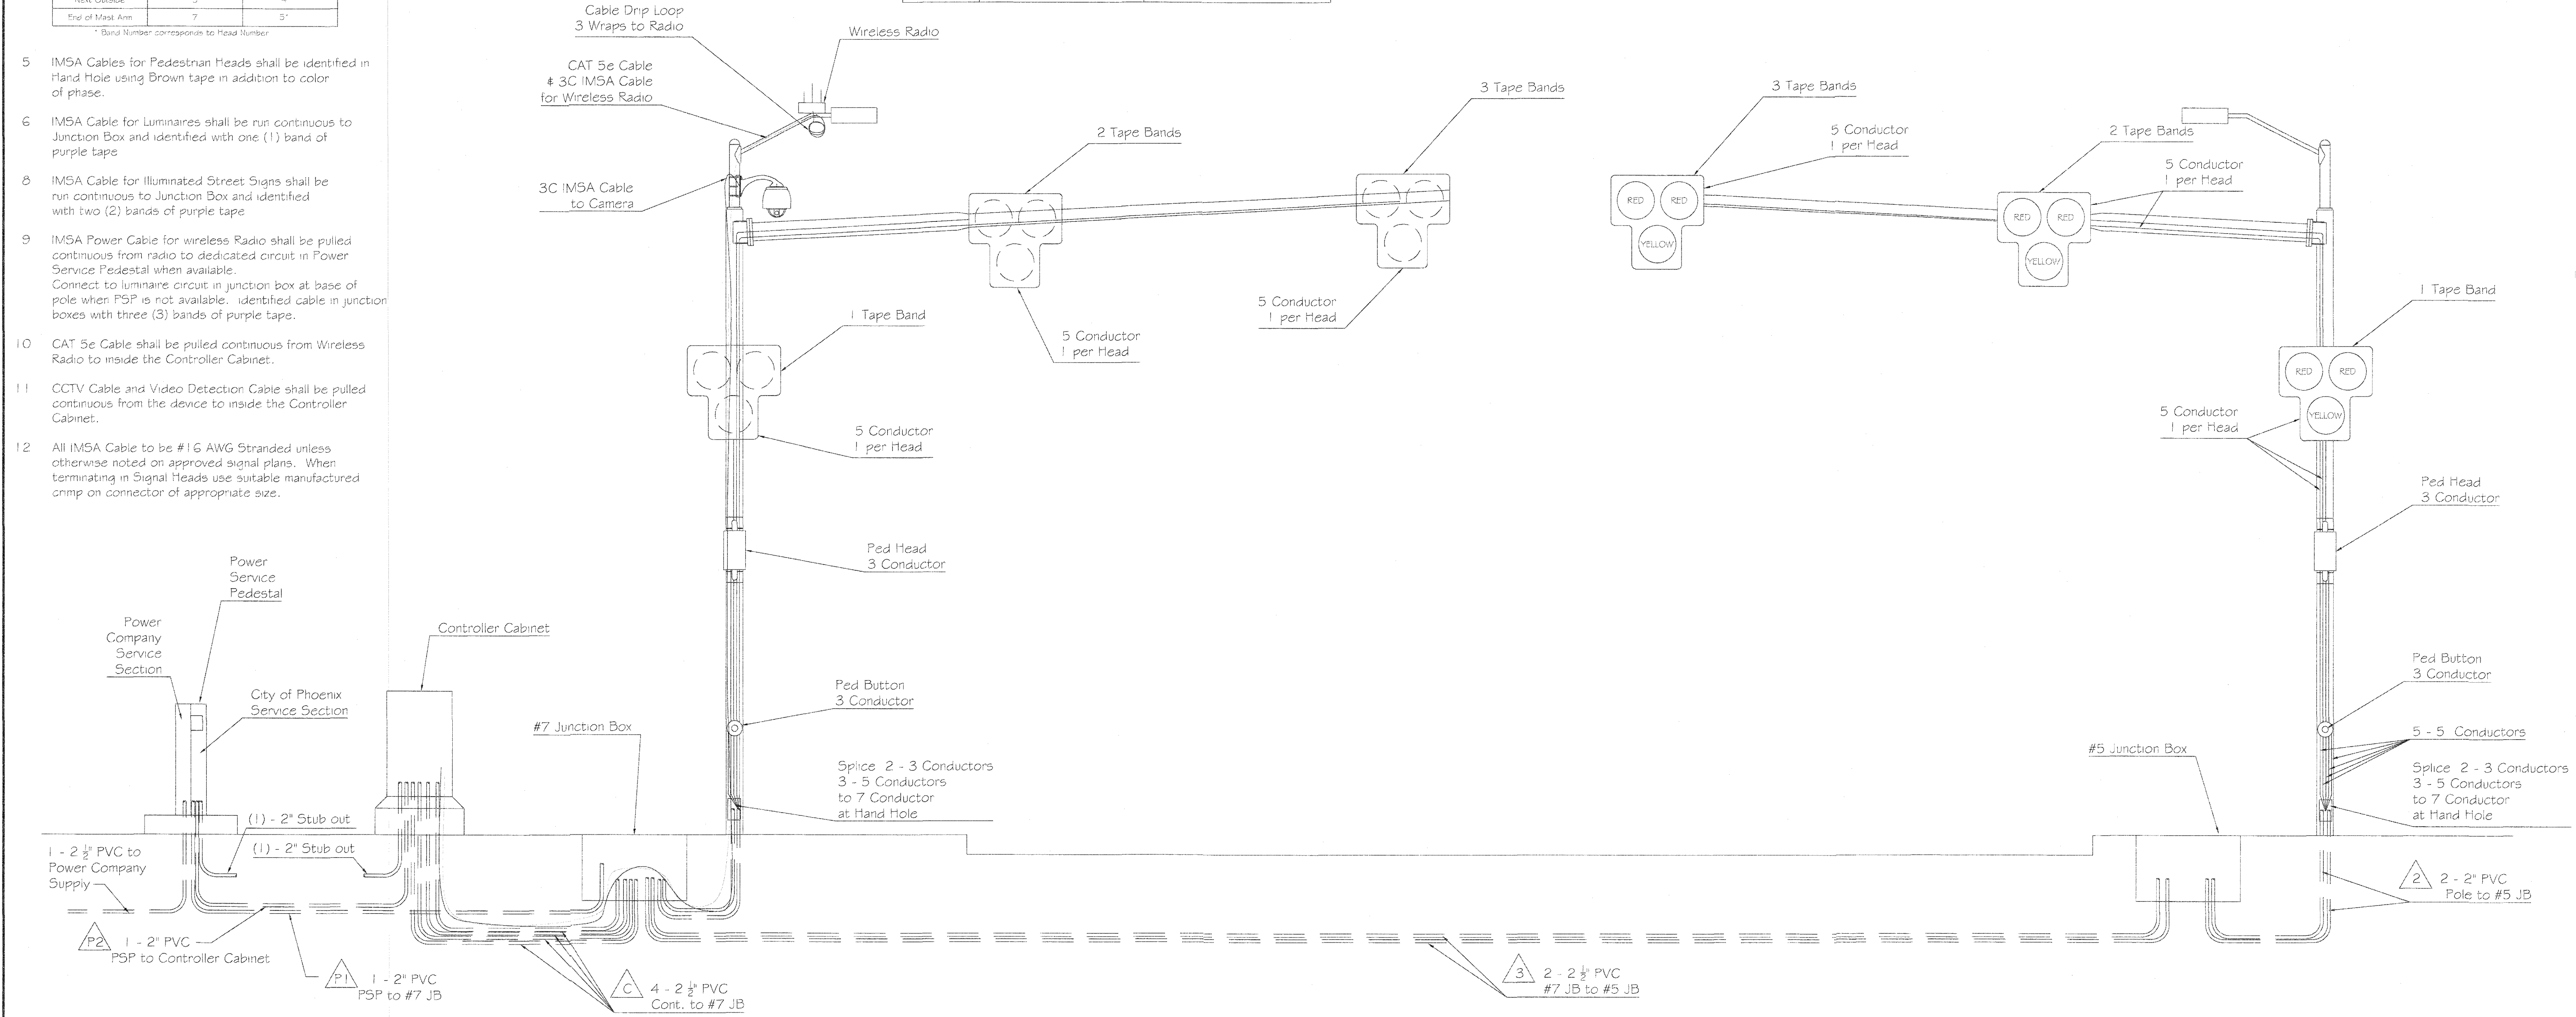 End of Mast Arm 7 5*
* Band Number corresponds to Head Number
5 IMSA Cables for Pedestrian Heads shall be identified in
Hand Hole using Brown tape in addition to color
of phase.
6 IMSA Cable for Luminaires shall be run continuous to
Junction Box and identified with one (1) band of
purple tape
8 IMSA Cable for Illuminated Street Signs shall be
run continuous to Junction Box and identified
with two (2) bands of purple tape
9 IMSA Power Cable for wireless Radio shall be pulled
continuous from radio to dedicated circuit in Power
Service Pedestal when available.
Connect to luminaire circuit in junction box at base of
pole when PSP is not available. Identified cable in junction
boxes with three (3) bands of purple tape.
10 CAT 5e Cable shall be pulled continuous from Wireless
Radio to inside the Controller Cabinet.
11 CCTV Cable and Video Detection Cable shall be pulled
continuous from the device to inside the Controller
Cabinet.
12 All IMSA Cable to be #16 AWG Stranded unless
otherwise noted on approved signal plans. When
terminating in Signal Heads use suitable manufactured
crimp on connector of appropriate size.
Cable Drip Loop
3 Wraps to Radio
Wireless Radio
CAT 5e Cable
& 3C IMSA Cable
for Wireless Radio
3C IMSA Cable
to Camera
2 Tape Bands
3 Tape Bands
3 Tape Bands
5 Conductor
1 per Head
2 Tape Bands
5 Conductor
1 per Head
RED
RED
YELLOW
RED
RED
YELLOW
1 Tape Band
5 Conductor
1 per Head
5 Conductor
1 per Head
1 Tape Band
5 Conductor
1 per Head
RED
RED
YELLOW
5 Conductor
1 per Head
Ped Head
3 Conductor
Ped Head
3 Conductor
Power
Service
Pedestal
Power
Company
Service
Section
City of Phoenix
Service Section
Controller Cabinet
#7 Junction Box
Ped Button
3 Conductor
Splice 2 - 3 Conductors
3 - 5 Conductors
to 7 Conductor
at Hand Hole
Ped Button
3 Conductor
5 - 5 Conductors
#5 Junction Box
Splice 2 - 3 Conductors
3 - 5 Conductors
to 7 Conductor
at Hand Hole
(1) - 2" Stub out
(1) - 2" Stub out
1 - 2 ½" PVC to
Power Company
Supply
P2 1 - 2" PVC
PSP to Controller Cabinet
P1 1 - 2" PVC
PSP to #7 JB
C 4 - 2 ½" PVC
Cont. to #7 JB
3 2 - 2 ½" PVC
#7 JB to #5 JB
2 2 - 2" PVC
Pole to #5 JB